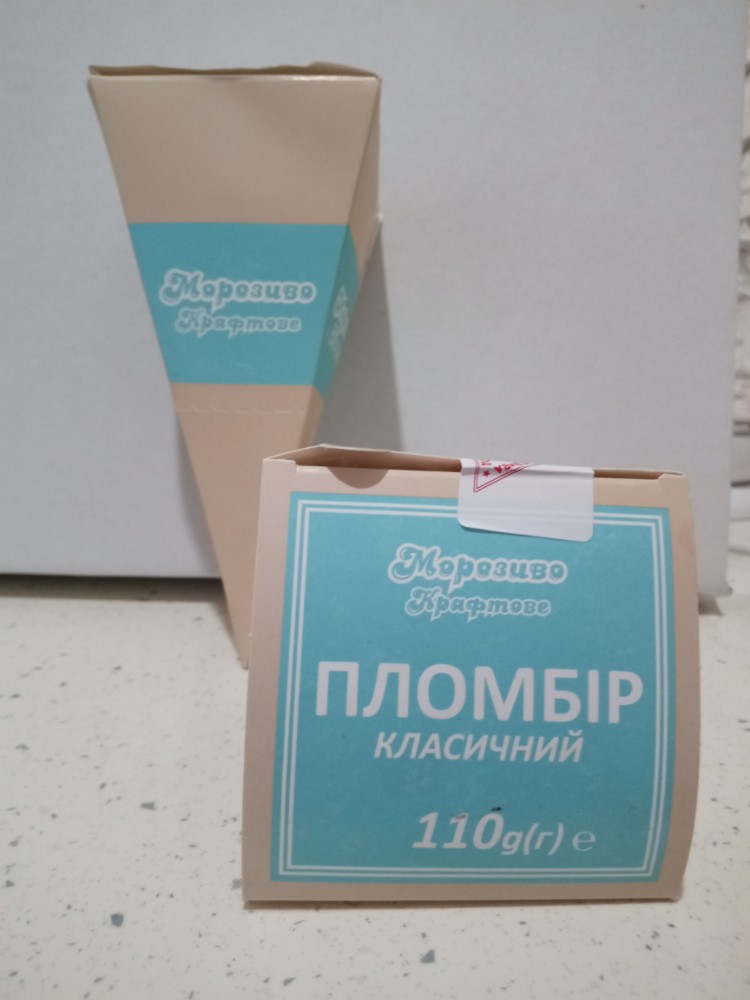 Морозиво
Крафтове
Морозиво
Крафтове
ПЛОМБІР
КЛАСИЧНИЙ
110g(г) ℮